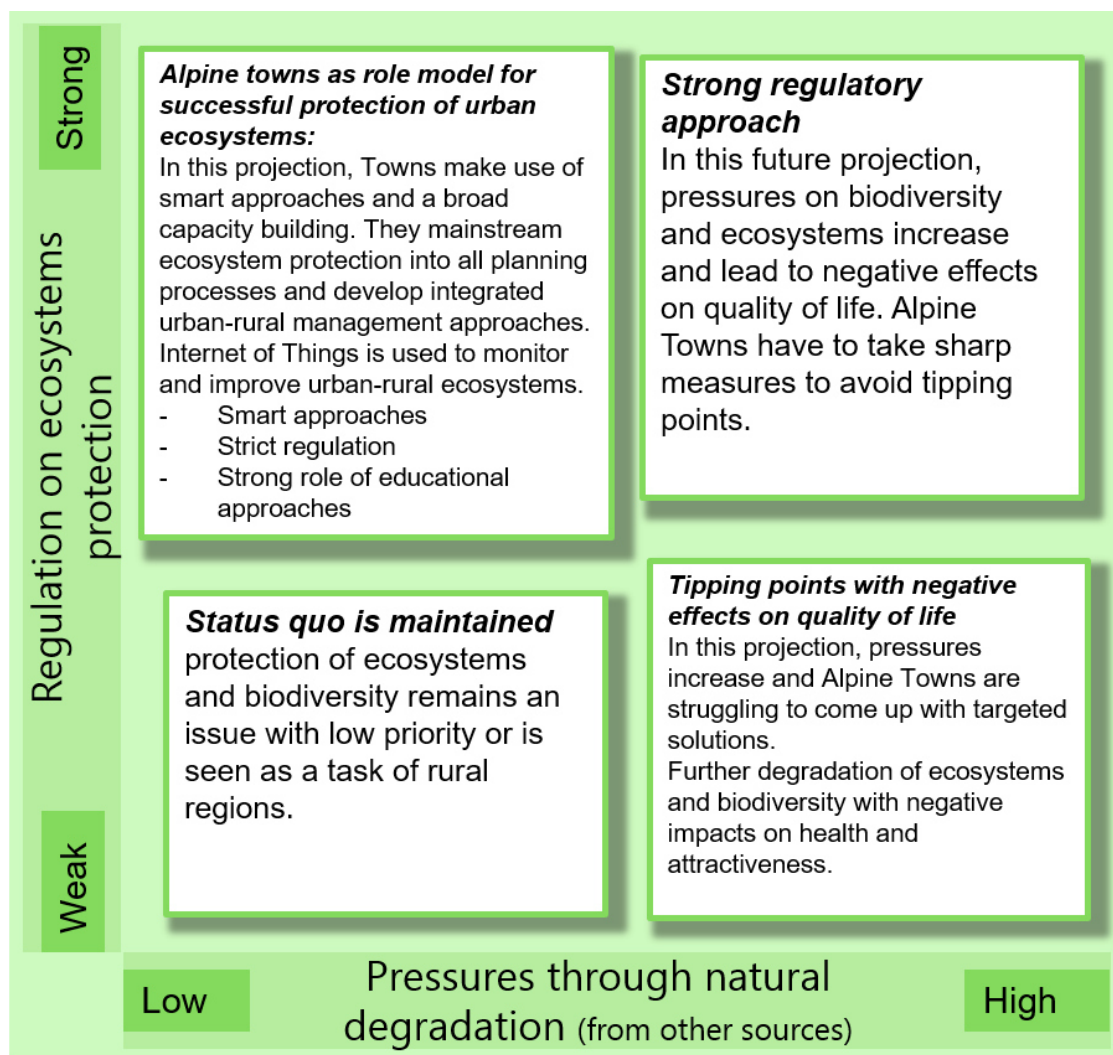 Strong
Regulation on ecosystems
protection
Weak
Alpine towns as role model for
successful protection of urban
ecosystems:
In this projection, Towns make use of
smart approaches and a broad
capacity building. They mainstream
ecosystem protection into all planning
processes and develop integrated
urban-rural management approaches.
Internet of Things is used to monitor
and improve urban-rural ecosystems.
- Smart approaches
- Strict regulation
- Strong role of educational
approaches
Strong regulatory
approach
In this future projection,
pressures on biodiversity
and ecosystems increase
and lead to negative effects
on quality of life. Alpine
Towns have to take sharp
measures to avoid tipping
points.
Status quo is maintained
protection of ecosystems
and biodiversity remains an
issue with low priority or is
seen as a task of rural
regions.
Tipping points with negative
effects on quality of life
In this projection, pressures
increase and Alpine Towns are
struggling to come up with targeted
solutions.
Further degradation of ecosystems
and biodiversity with negative
impacts on health and
attractiveness.
Low
Pressures through natural
degradation (from other sources)
High